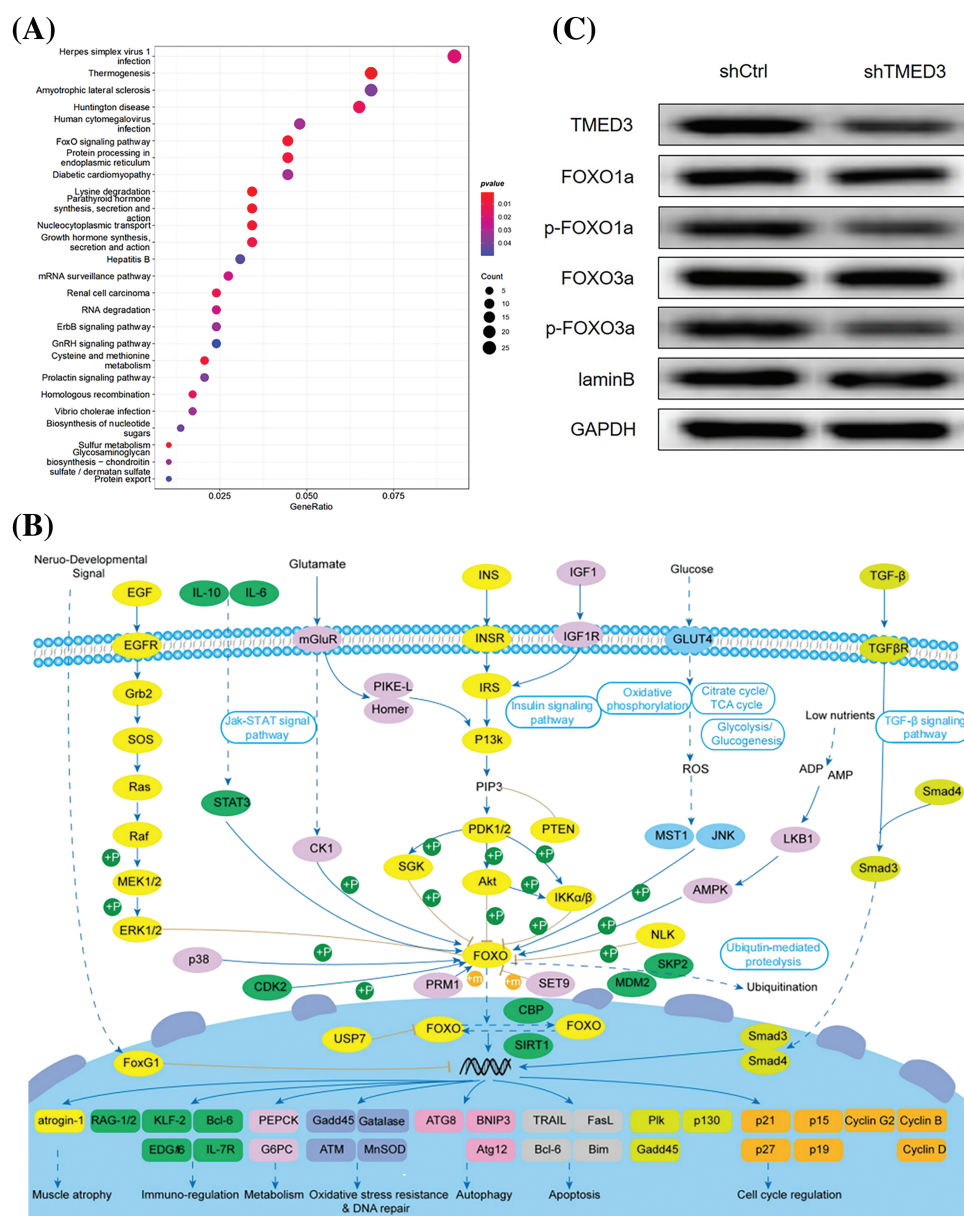 (A)
Herpes simplex virus 1
infection
Thermogenesis
Amyotrophic lateral sclerosis
Huntington disease
Human cytomegalovirus
infection
FoxO signaling pathway
Protein processing in
endoplasmic reticulum
Diabetic cardiomyopathy
Lysine degradation
Parathyroid hormone
synthesis, secretion and
action
Nucleocytoplasmic transport
Growth hormone synthesis,
secretion and action
Hepatitis B
mRNA surveillance pathway
Renal cell carcinoma
RNA degradation
ErbB signaling pathway
GnRH signaling pathway
Cysteine and methionine
metabolism
Prolactin signaling pathway
Homologous recombination
Vibrio cholerae infection
Biosynthesis of nucleotide
sugars
Sulfur metabolism
Glycosaminoglycan
biosynthesis − chondroitin
sulfate / dermatan sulfate
Protein export
0.025 0.050 0.075
GeneRatio
pvalue
0.01
0.02
0.03
0.04
Count
5
10
15
20
25
(C)
shCtrl shTMED3
TMED3
FOXO1a
p-FOXO1a
FOXO3a
p-FOXO3a
laminB
GAPDH
(B)
Neruo-Developmental
Signal
EGF
IL-10 IL-6
Glutamate
INS
IGF1
Glucose
TGF-β
EGFR
mGluR
INSR
IGF1R
GLUT4
TGFβR
Grb2
PIKE-L
Homer
IRS
Insulin signaling
pathway
Oxidative
phosphorylation
Citrate cycle/
TCA cycle
Glycolysis/
Glucogenesis
Low nutrients
TGF-β signaling
pathway
SOS
Jak-STAT signal
pathway
P13k
ROS
ADP
AMP
Ras
STAT3
PIP3
Smad4
Raf
CK1
PDK1/2
PTEN
MST1
JNK
LKB1
+P
MEK1/2
SGK
+P
+P
+P
Akt
+P
IKKα/β
+P
AMPK
Smad3
+P
+P
+P
+P
ERK1/2
NLK
p38
+P
FOXO
+P
SKP2
Ubiqutin-mediated
proteolysis
CDK2
+P
PRM1
+m
+m
SET9
MDM2
Ubiquitination
CBP
USP7
FOXO
FOXO
SIRT1
Smad3
Smad4
FoxG1
atrogin-1
RAG-1/2
KLF-2
Bcl-6
PEPCK
Gadd45
Gatalase
ATG8
BNIP3
TRAIL
FasL
Plk
p130
p21
p15
Cyclin G2
Cyclin B
IL-7R
G6PC
ATM
MnSOD
Atg12
Bcl-6
Bim
Gadd45
p27
p19
Cyclin D
Muscle atrophy
Immuno-regulation
Metabolism
Oxidative stress resistance
& DNA repair
Autophagy
Apoptosis
Cell cycle regulation